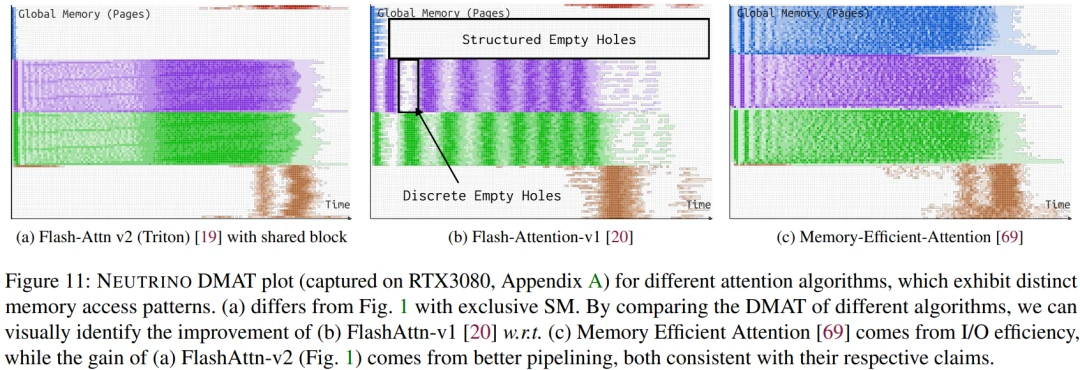 Global Memory (Pages)
Time
Global Memory (Pages)
Structured Empty Holes
Discrete Empty Holes
Time
Global Memory (Pages)
Time
(a) Flash-Attn v2 (Triton) [19] with shared block
(b) Flash-Attention-v1 [20]
(c) Memory-Efficient-Attention [69]
Figure 11: NEUTRINO DMAT plot (captured on RTX3080, Appendix A) for different attention algorithms, which exhibit distinct
memory access patterns. (a) differs from Fig. 1 with exclusive SM. By comparing the DMAT of different algorithms, we can
visually identify the improvement of (b) FlashAttn-v1 [20] w.r.t. (c) Memory Efficient Attention [69] comes from I/O efficiency,
while the gain of (a) FlashAttn-v2 (Fig. 1) comes from better pipelining, both consistent with their respective claims.